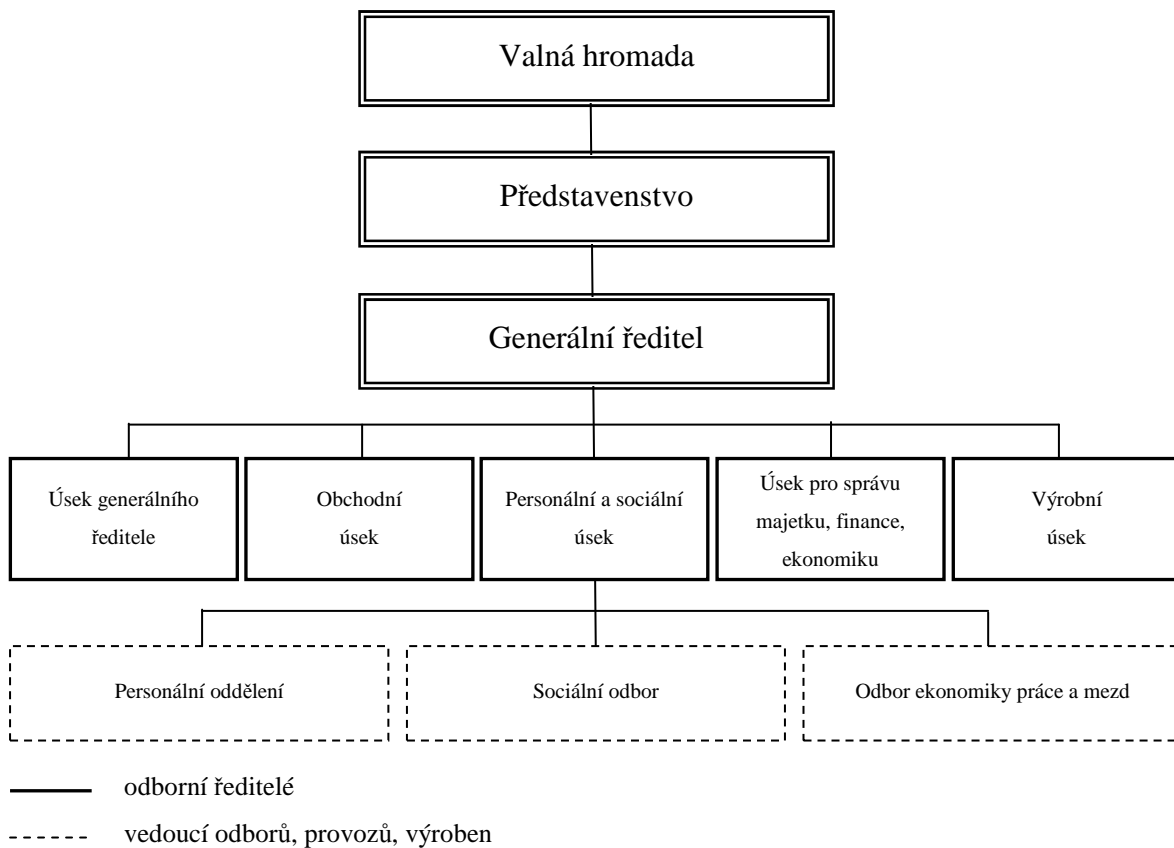 Valná hromada
Představenstvo
Generální ředitel
Úsek generálního
ředitele
Obchodní
úsek
Personální a sociální
úsek
Úsek pro správu
majetku, finance,
ekonomiku
Výrobní
úsek
Personální oddělení
Sociální odbor
Odbor ekonomiky práce a mezd
odborní ředitelé
vedoucí odborů, provozů, výroben